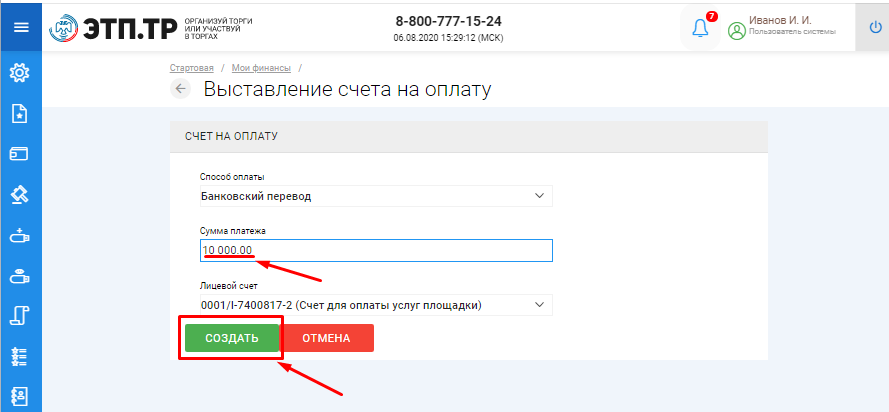 ЭТП.ТР
ОРГАНИЗУЙ ТОРГИ
ИЛИ УЧАСТВУЙ
В ТОРГАХ
8-800-777-15-24
06.08.2020 15:29:12 (МСК)
7
Иванов И. И.
Пользователь системы
Стартовая / Мои финансы /
Выставление счета на оплату
СЧЕТ НА ОПЛАТУ
Способ оплаты
Банковский перевод
Сумма платежа
10 000.00
Лицевой счет
0001/I-7400817-2 (Счет для оплаты услуг площадки)
СОЗДАТЬ ОТМЕНА